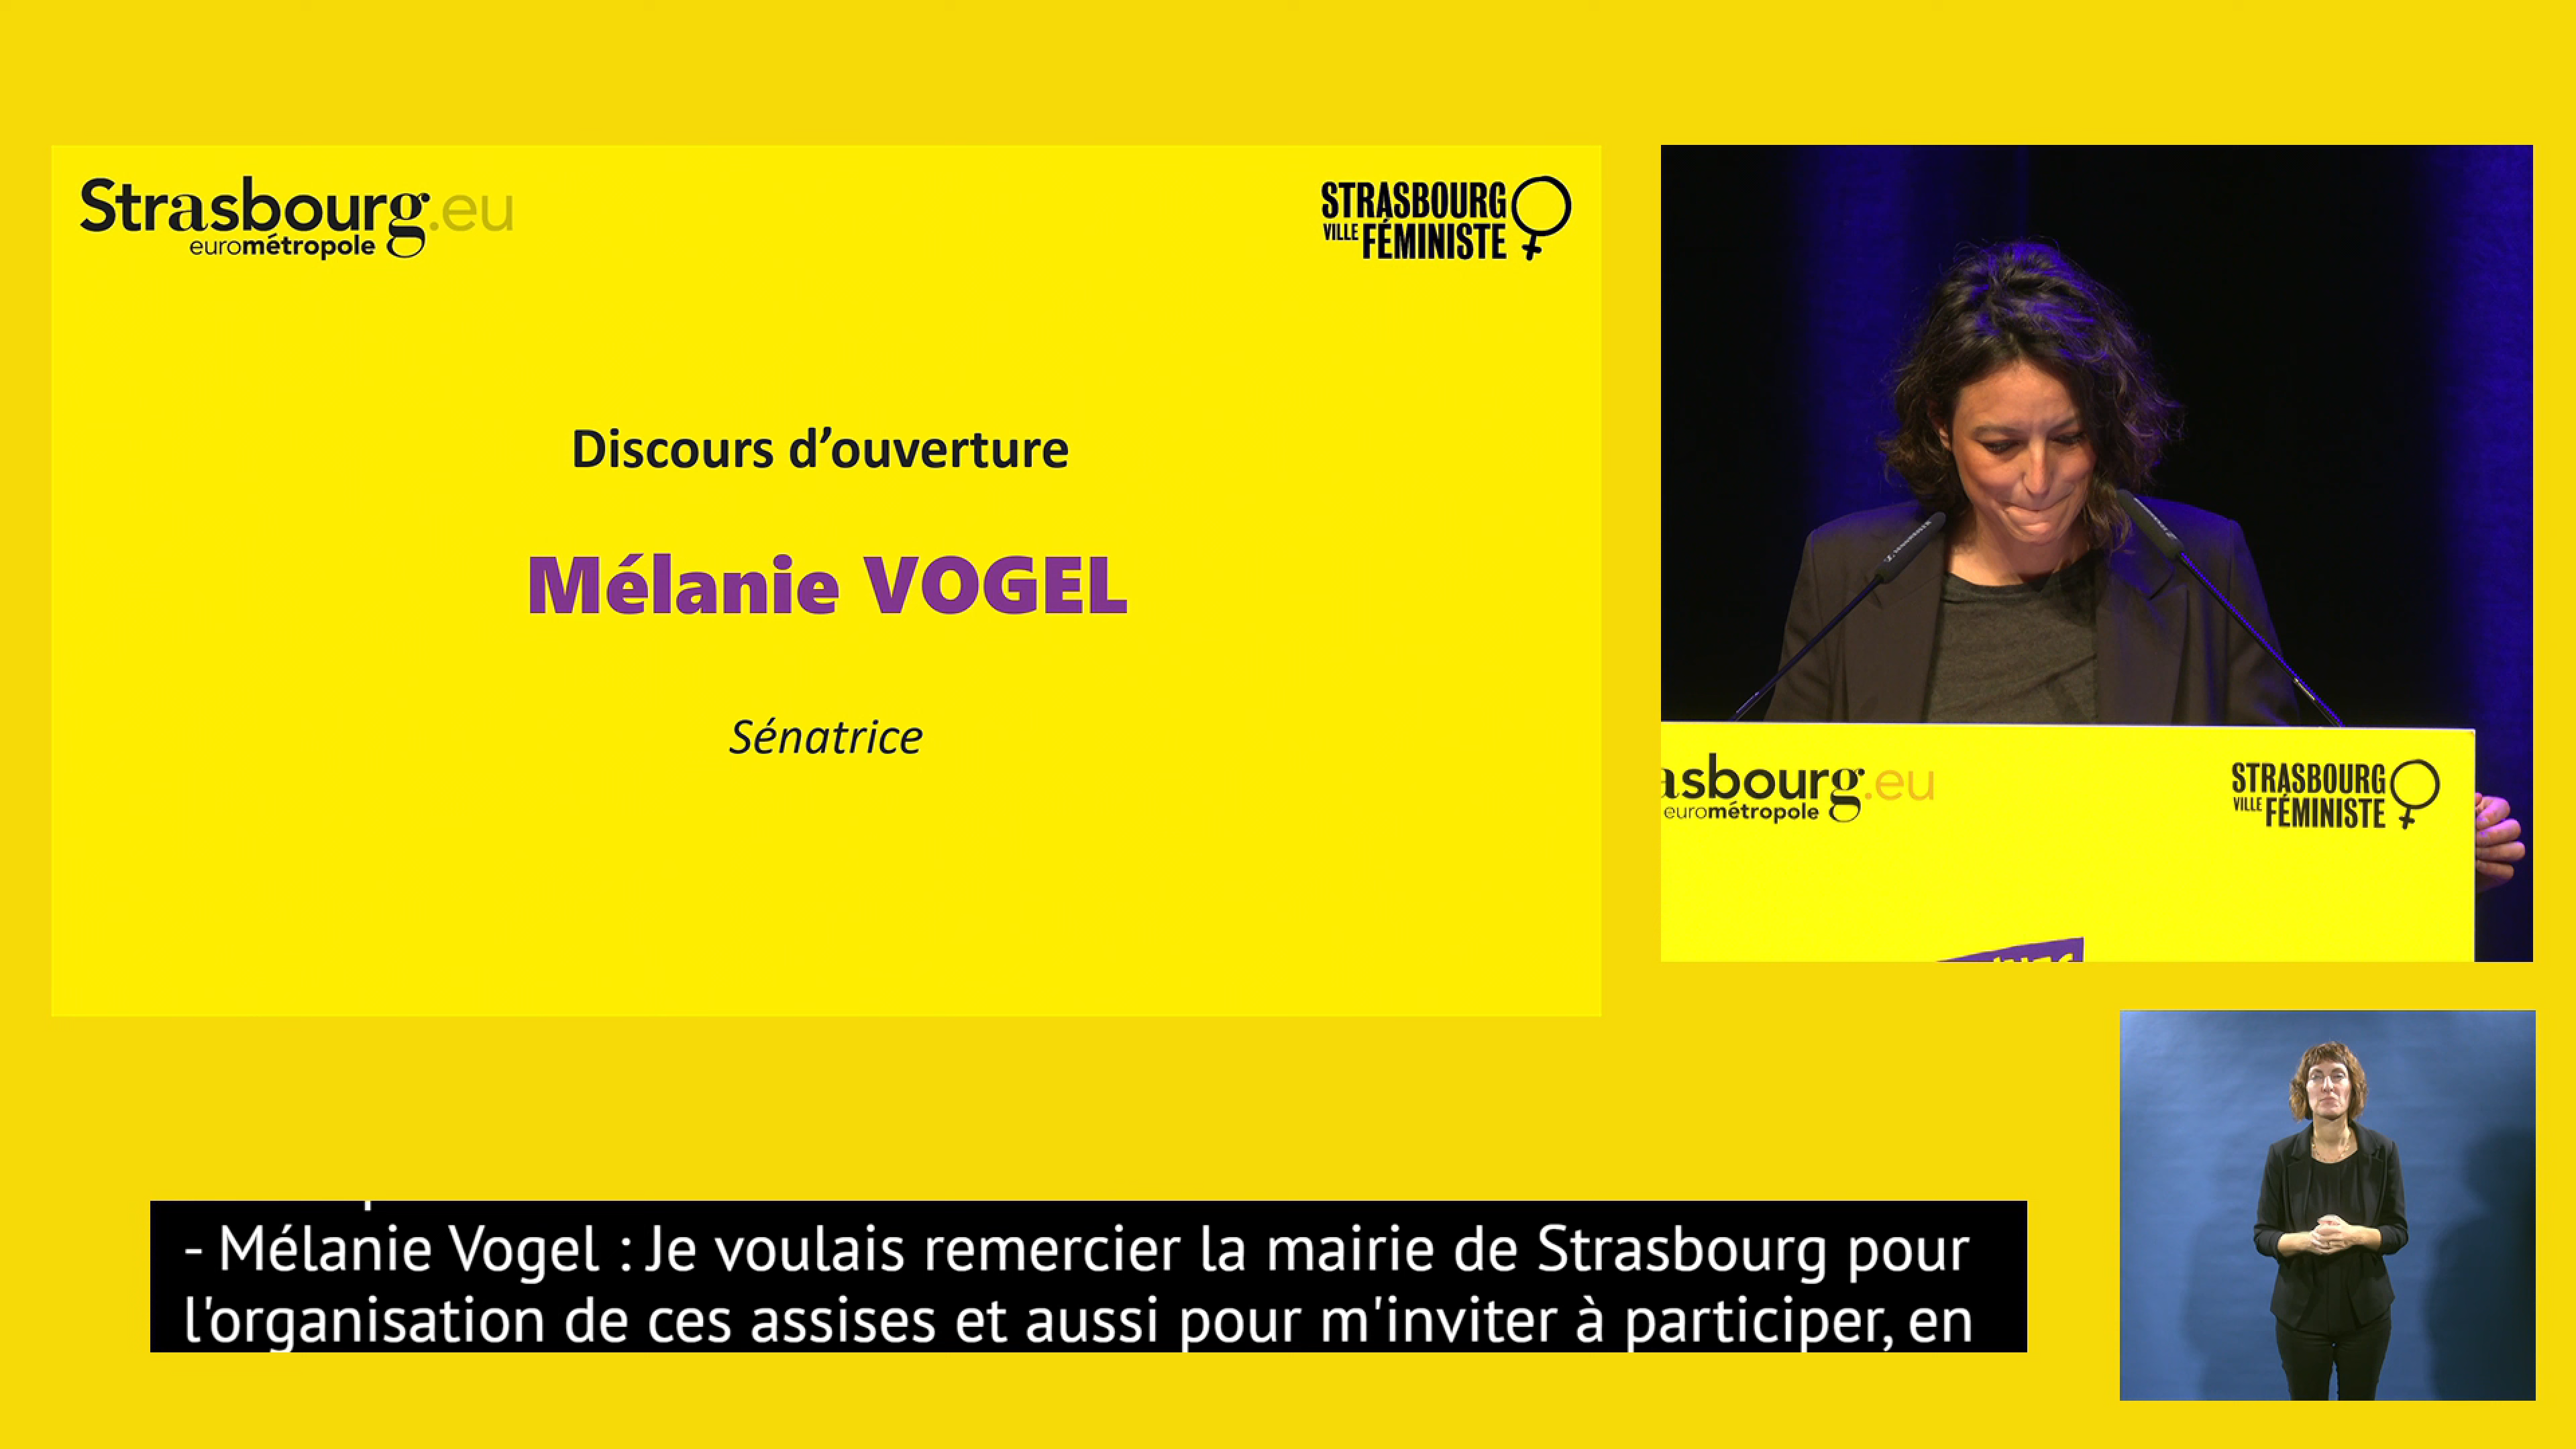 Strasbourg.eu
eurométropole
STRASBOURG
VILLE FÉMINISTE
Discours d'ouverture
Mélanie VOGEL
Sénatrice
asbourg.eu
eurométropole
STRASBOURG
VILLE FÉMINISTE
- Mélanie Vogel : Je voulais remercier la mairie de Strasbourg pour
l'organisation de ces assises et aussi pour m'inviter à participer, en